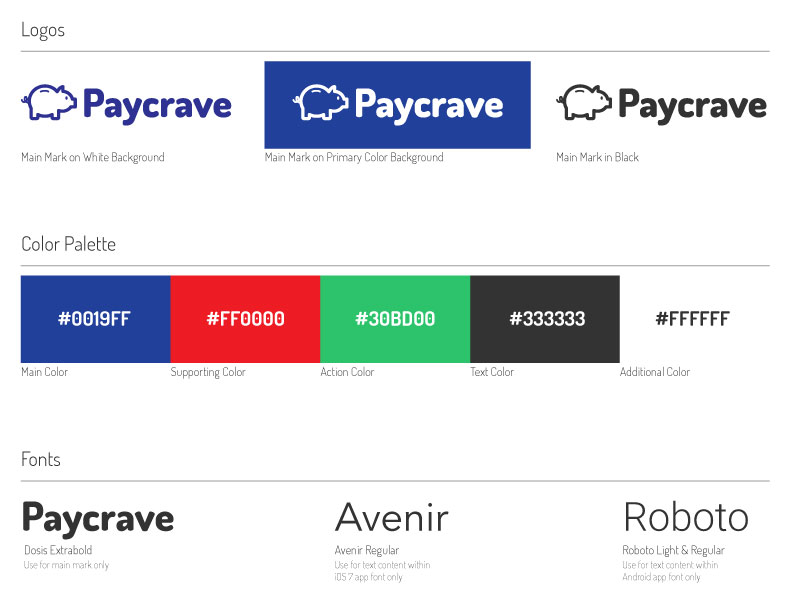 Logos
Paycrave
Paycrave
Paycrave
Main Mark on White Background
Main Mark on Primary Color Background
Main Mark in Black
Color Palette
#0019FF
#FF0000
#30BD00
#333333
#FFFFFF
Main Color
Supporting Color
Action Color
Text Color
Additional Color
Fonts
Paycrave
Avenir
Roboto
Dosis Extrabold
Avenir Regular
Roboto Light & Regular
Use for main mark only
Use for text content within
iOS 7 app font only
Use for text content within
Android app font only